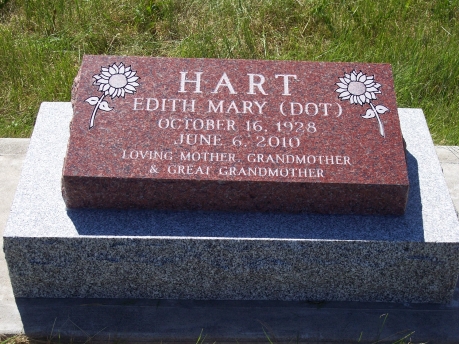 HART
EDITH MARY (DOT)
OCTOBER 16, 1928
JUNE 6, 2010
LOVING MOTHER, GRANDMOTHER
& GREAT GRANDMOTHER